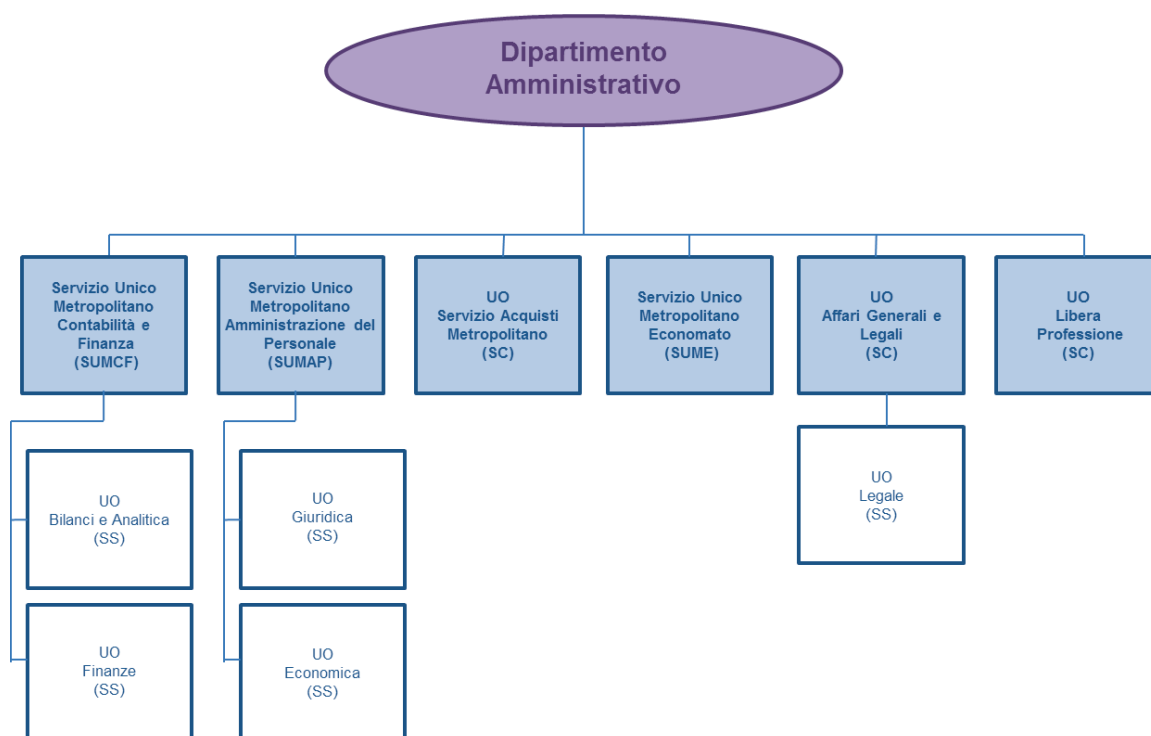 Dipartimento
Amministrativo
Servizio Unico
Metropolitano
Contabilità e
Finanza
(SUMCF)
Servizio Unico
Metropolitano
Amministrazione del
Personale
(SUMAP)
UO
Servizio Acquisti
Metropolitano
(SC)
Servizio Unico
Metropolitano
Economato
(SUME)
UO
Affari Generali e
Legali
(SC)
UO
Libera
Professione
(SC)
UO
Bilanci e Analitica
(SS)
UO
Giuridica
(SS)
UO
Legale
(SS)
UO
Finanze
(SS)
UO
Economica
(SS)